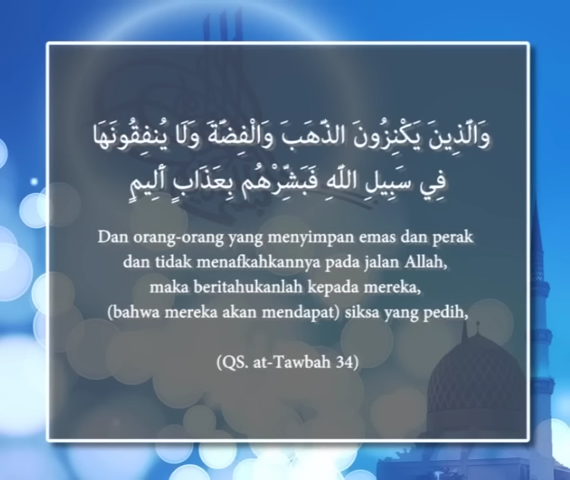 وَالَّذِينَ يَكْنِزُونَ الذَّهَبَ وَالْفِضَّةَ وَلَا يُنفِقُونَهَا
فِي سَبِيلِ اللَّهِ فَبَشِّرْهُم بِعَذَابٍ أَلِيمٍ
Dan orang-orang yang menyimpan emas dan perak
dan tidak menafkahkannya pada jalan Allah,
maka beritahukanlah kepada mereka,
(bahwa mereka akan mendapat) siksa yang pedih,
(QS. at-Tawbah 34)